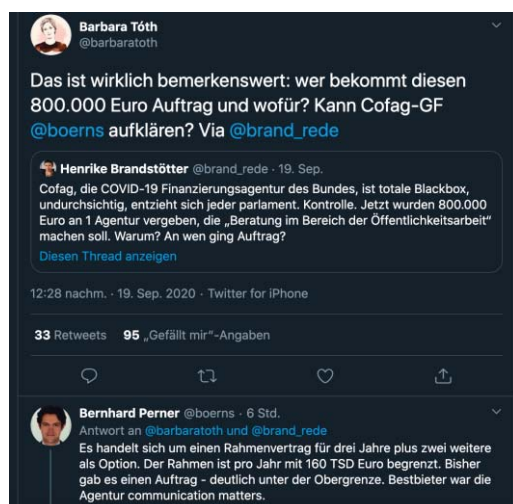 Barbara Tóth
@barbaratoth
Das ist wirklich bemerkenswert: wer bekommt diesen
800.000 Euro Auftrag und wofür? Kann Cofag-GF
@boerns aufklären? Via @brand_rede
Henrike Brandstötter @brand_rede · 19. Sep.
Cofag, die COVID-19 Finanzierungsagentur des Bundes, ist totale Blackbox,
undurchsichtig, entzieht sich jeder parlament. Kontrolle. Jetzt wurden 800.000
Euro an 1 Agentur vergeben, die „Beratung im Bereich der Öffentlichkeitsarbeit“
machen soll. Warum? An wen ging Auftrag?
Diesen Thread anzeigen
12:28 nachm. · 19. Sep. 2020 · Twitter for iPhone
33 Retweets 95 „Gefällt mir“-Angaben
Bernhard Perner @boerns · 6 Std.
Antwort an @barbaratoth und @brand_rede
Es handelt sich um einen Rahmenvertrag für drei Jahre plus zwei weitere
als Option. Der Rahmen ist pro Jahr mit 160 TSD Euro begrenzt. Bisher
gab es einen Auftrag - deutlich unter der Obergrenze. Bestbieter war die
Agentur communication matters.